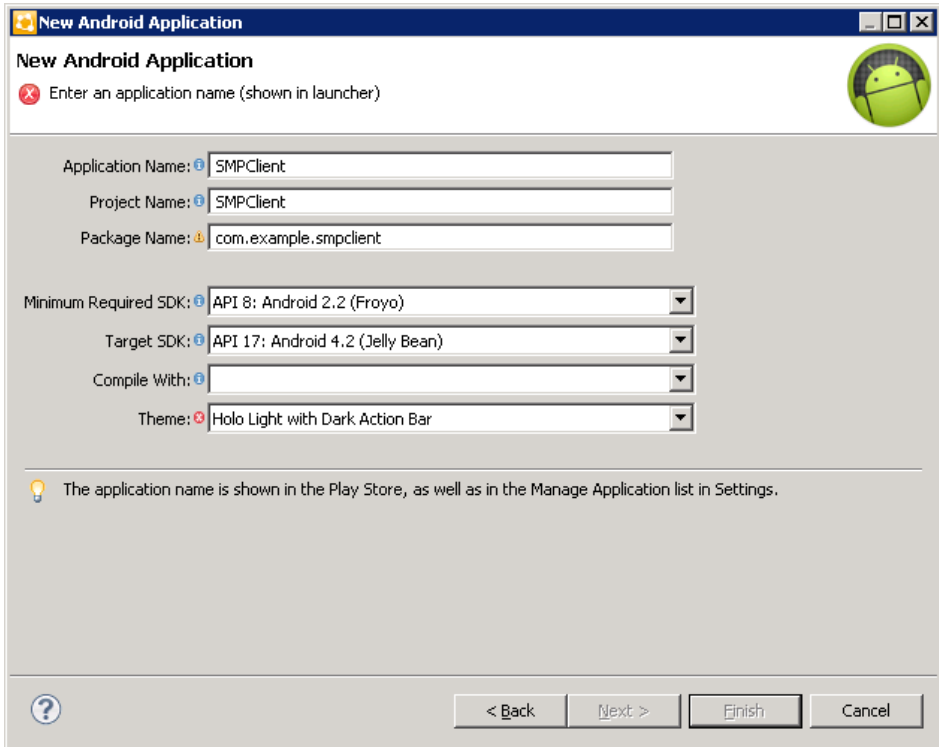 New Android Application
New Android Application
Enter an application name (shown in launcher)
Application Name: SMPClient
Project Name: SMPClient
Package Name: com.example.smpclient
Minimum Required SDK: API 8: Android 2.2 (Froyo)
Target SDK: API 17: Android 4.2 (Jelly Bean)
Compile With:
Theme: Holo Light with Dark Action Bar
The application name is shown in the Play Store, as well as in the Manage Application list in Settings.
< Back Next > Finish Cancel